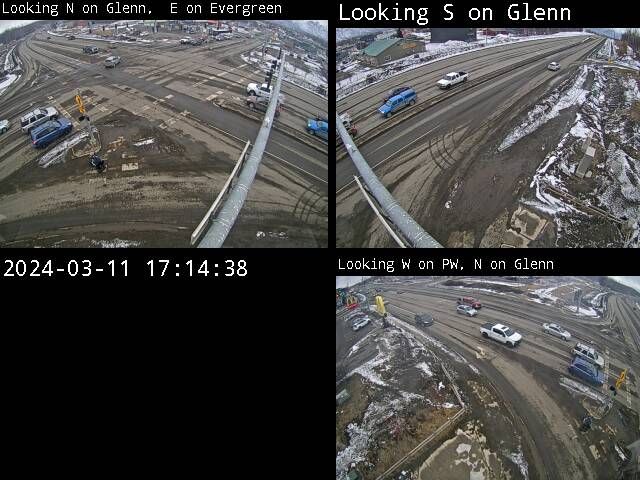 Looking N on Glenn,  E on Evergreen
Looking S on Glenn
2024-03-11 17:14:38
Looking W on PW, N on Glenn